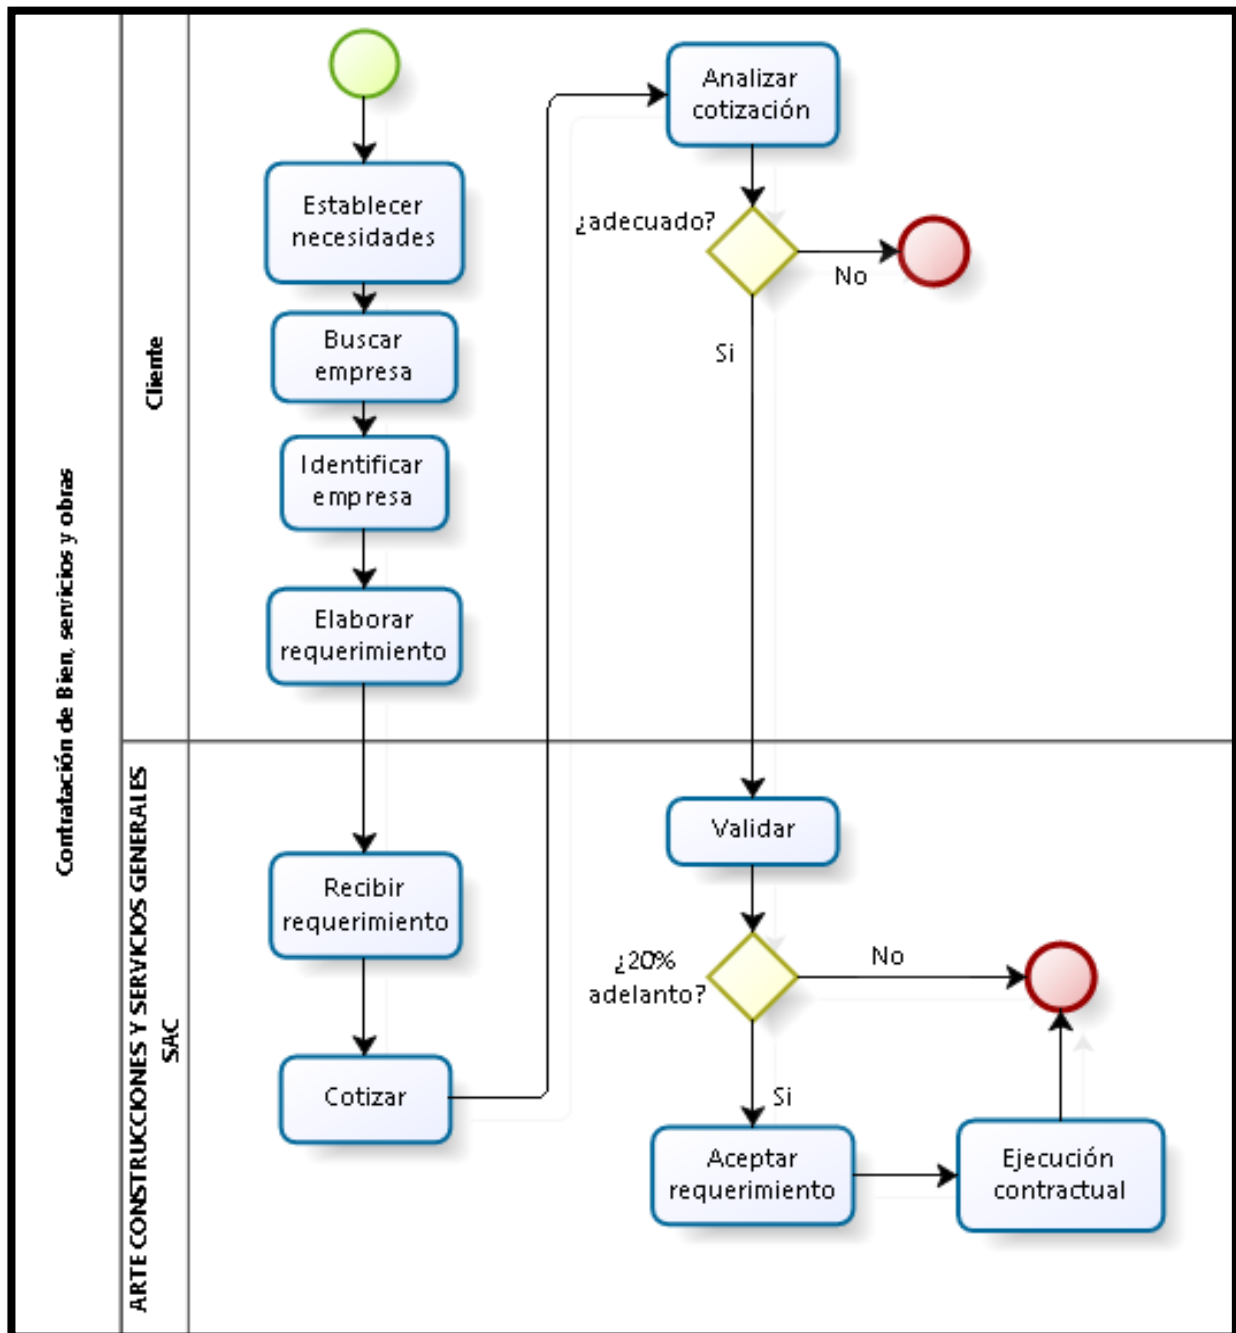 Contratación de Bien, servicios y obras
Cliente
Establecer
necesidades
Buscar
empresa
Identificar
empresa
Elaborar
requerimiento
Analizar
cotización
¿adecuado?
No
Si
ARTE CONSTRUCCIONES Y SERVICIOS GENERALES
SAC
Recibir
requerimiento
Cotizar
Validar
¿20%
adelanto?
No
Si
Aceptar
requerimiento
Ejecución
contractual